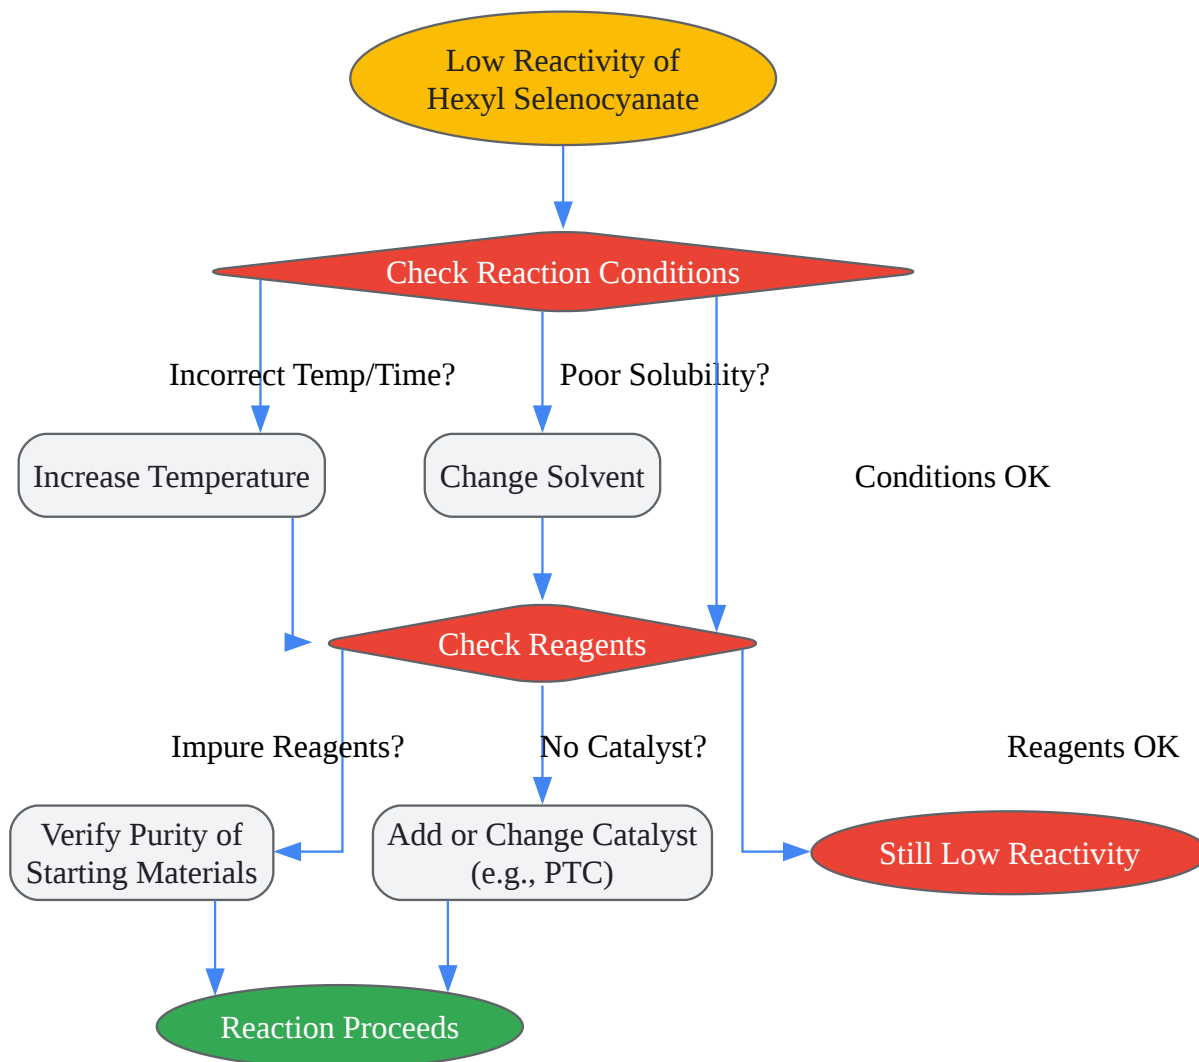 Low Reactivity of
Hexyl Selenocyanate
Check Reaction Conditions
Incorrect Temp/Time?
Poor Solubility?
Increase Temperature
Change Solvent
Conditions OK
Check Reagents
Impure Reagents?
No Catalyst?
Reagents OK
Verify Purity of
Starting Materials
Add or Change Catalyst
(e.g., PTC)
Still Low Reactivity
Reaction Proceeds